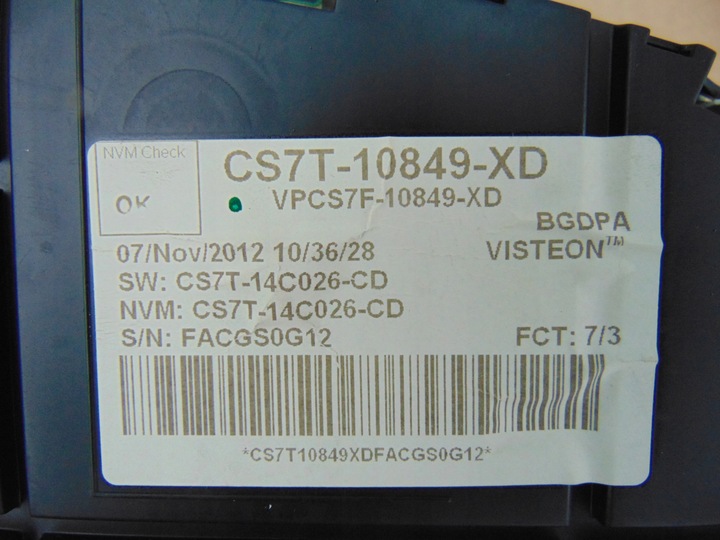 NVM Check
OK
CS7T-10849-XD
VPCS7F-10849-XD
BGDPA
07/Nov/2012 10/36/28
VISTEON™
SW: CS7T-14C026-CD
NVM: CS7T-14C026-CD
S/N: FACGS0G12
FCT: 7/3
*CS7T10849XDFACGS0G12*